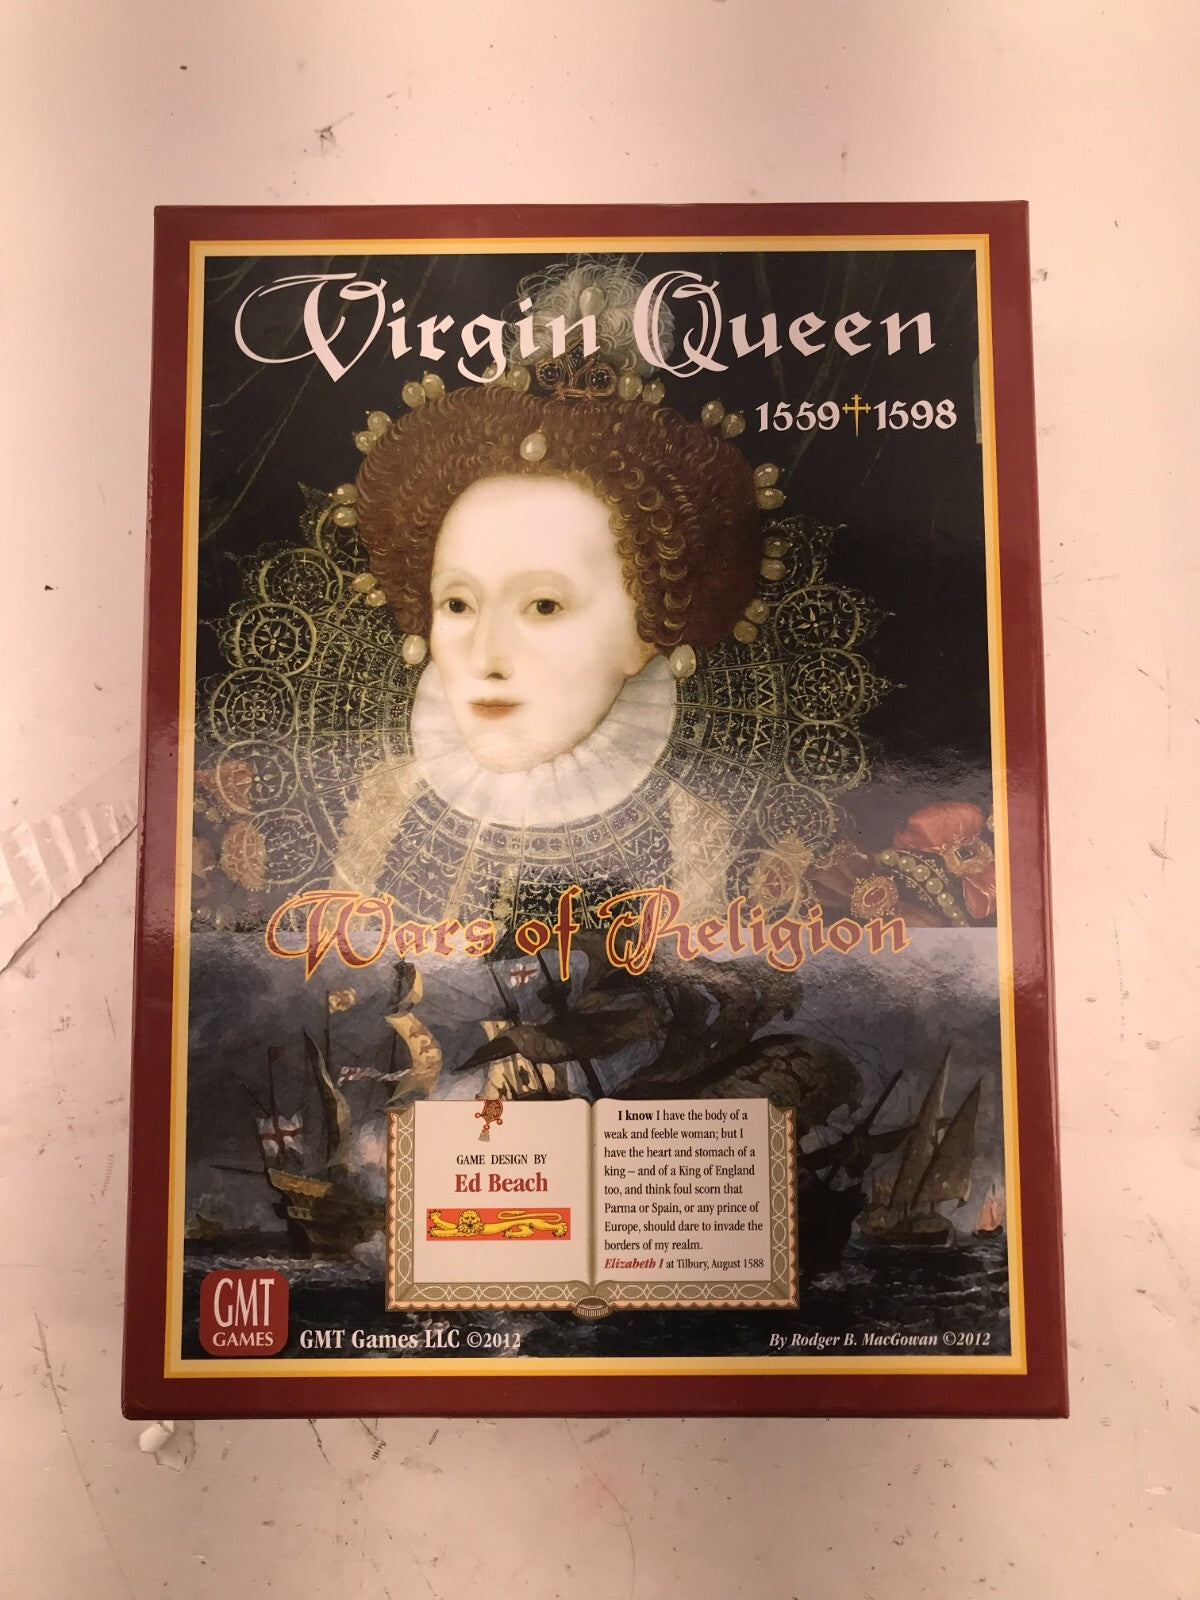 Virgin Queen
1559 1598
Wars of Religion
GAME DESIGN BY
Ed Beach
I know I have the body of a
weak and feeble woman; but I
have the heart and stomach of a
king – and of a King of England
too, and think foul scorn that
Parma or Spain, or any prince of
Europe, should dare to invade the
borders of my realm.
Elizabeth I at Tilbury, August 1588
GMT
GAMES
GMT Games LLC ©2012
By Rodger B. MacGowan ©2012